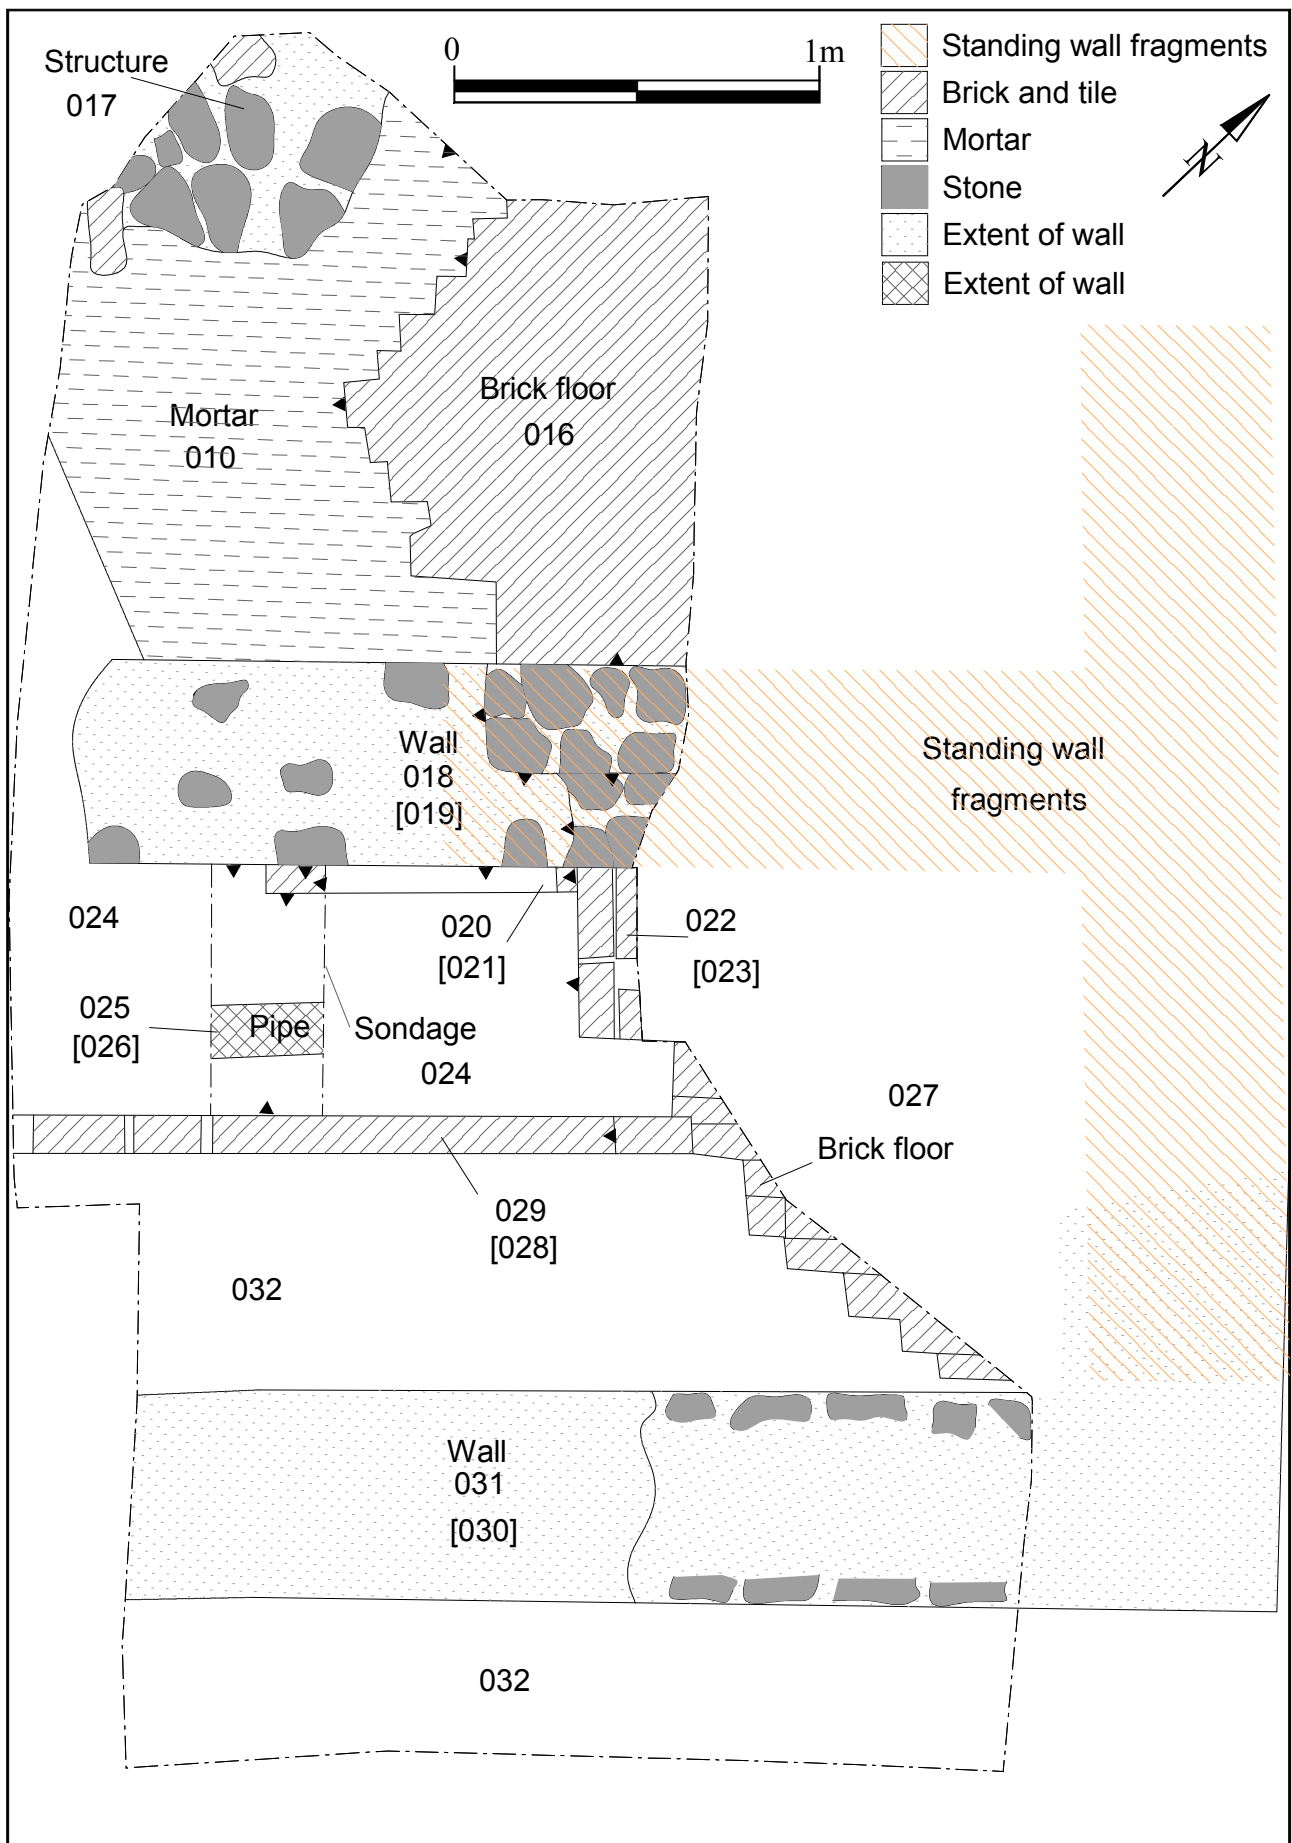 Structure
017
0
1m
Standing wall fragments
Brick and tile
Mortar
Stone
Extent of wall
Extent of wall
N
Brick floor
016
Mortar
010
Wall
018
[019]
Standing wall
fragments
024
020
[021]
022
[023]
025
[026]
Pipe
Sondage
024
027
Brick floor
029
[028]
032
Wall
031
[030]
032